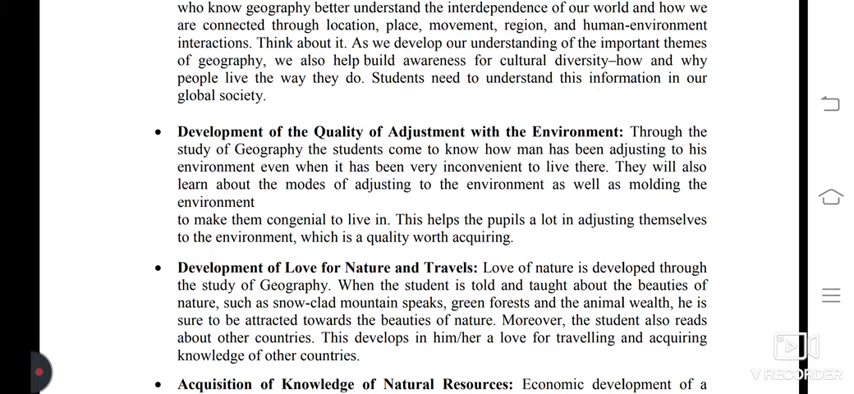 who know geography better understand the interdependence of our world and how we
are connected through location, place, movement, region, and human-environment
interactions. Think about it. As we develop our understanding of the important themes
of geography, we also help build awareness for cultural diversity–how and why
people live the way they do. Students need to understand this information in our
global society.
• Development of the Quality of Adjustment with the Environment: Through the
study of Geography the students come to know how man has been adjusting to his
environment even when it has been very inconvenient to live there. They will also
learn about the modes of adjusting to the environment as well as molding the
environment
to make them congenial to live in. This helps the pupils a lot in adjusting themselves
to the environment, which is a quality worth acquiring.
• Development of Love for Nature and Travels: Love of nature is developed through
the study of Geography. When the student is told and taught about the beauties of
nature, such as snow-clad mountain speaks, green forests and the animal wealth, he is
sure to be attracted towards the beauties of nature. Moreover, the student also reads
about other countries. This develops in him/her a love for travelling and acquiring
knowledge of other countries.
• Acquisition of Knowledge of Natural Resources: Economic development of a
V RECORDER